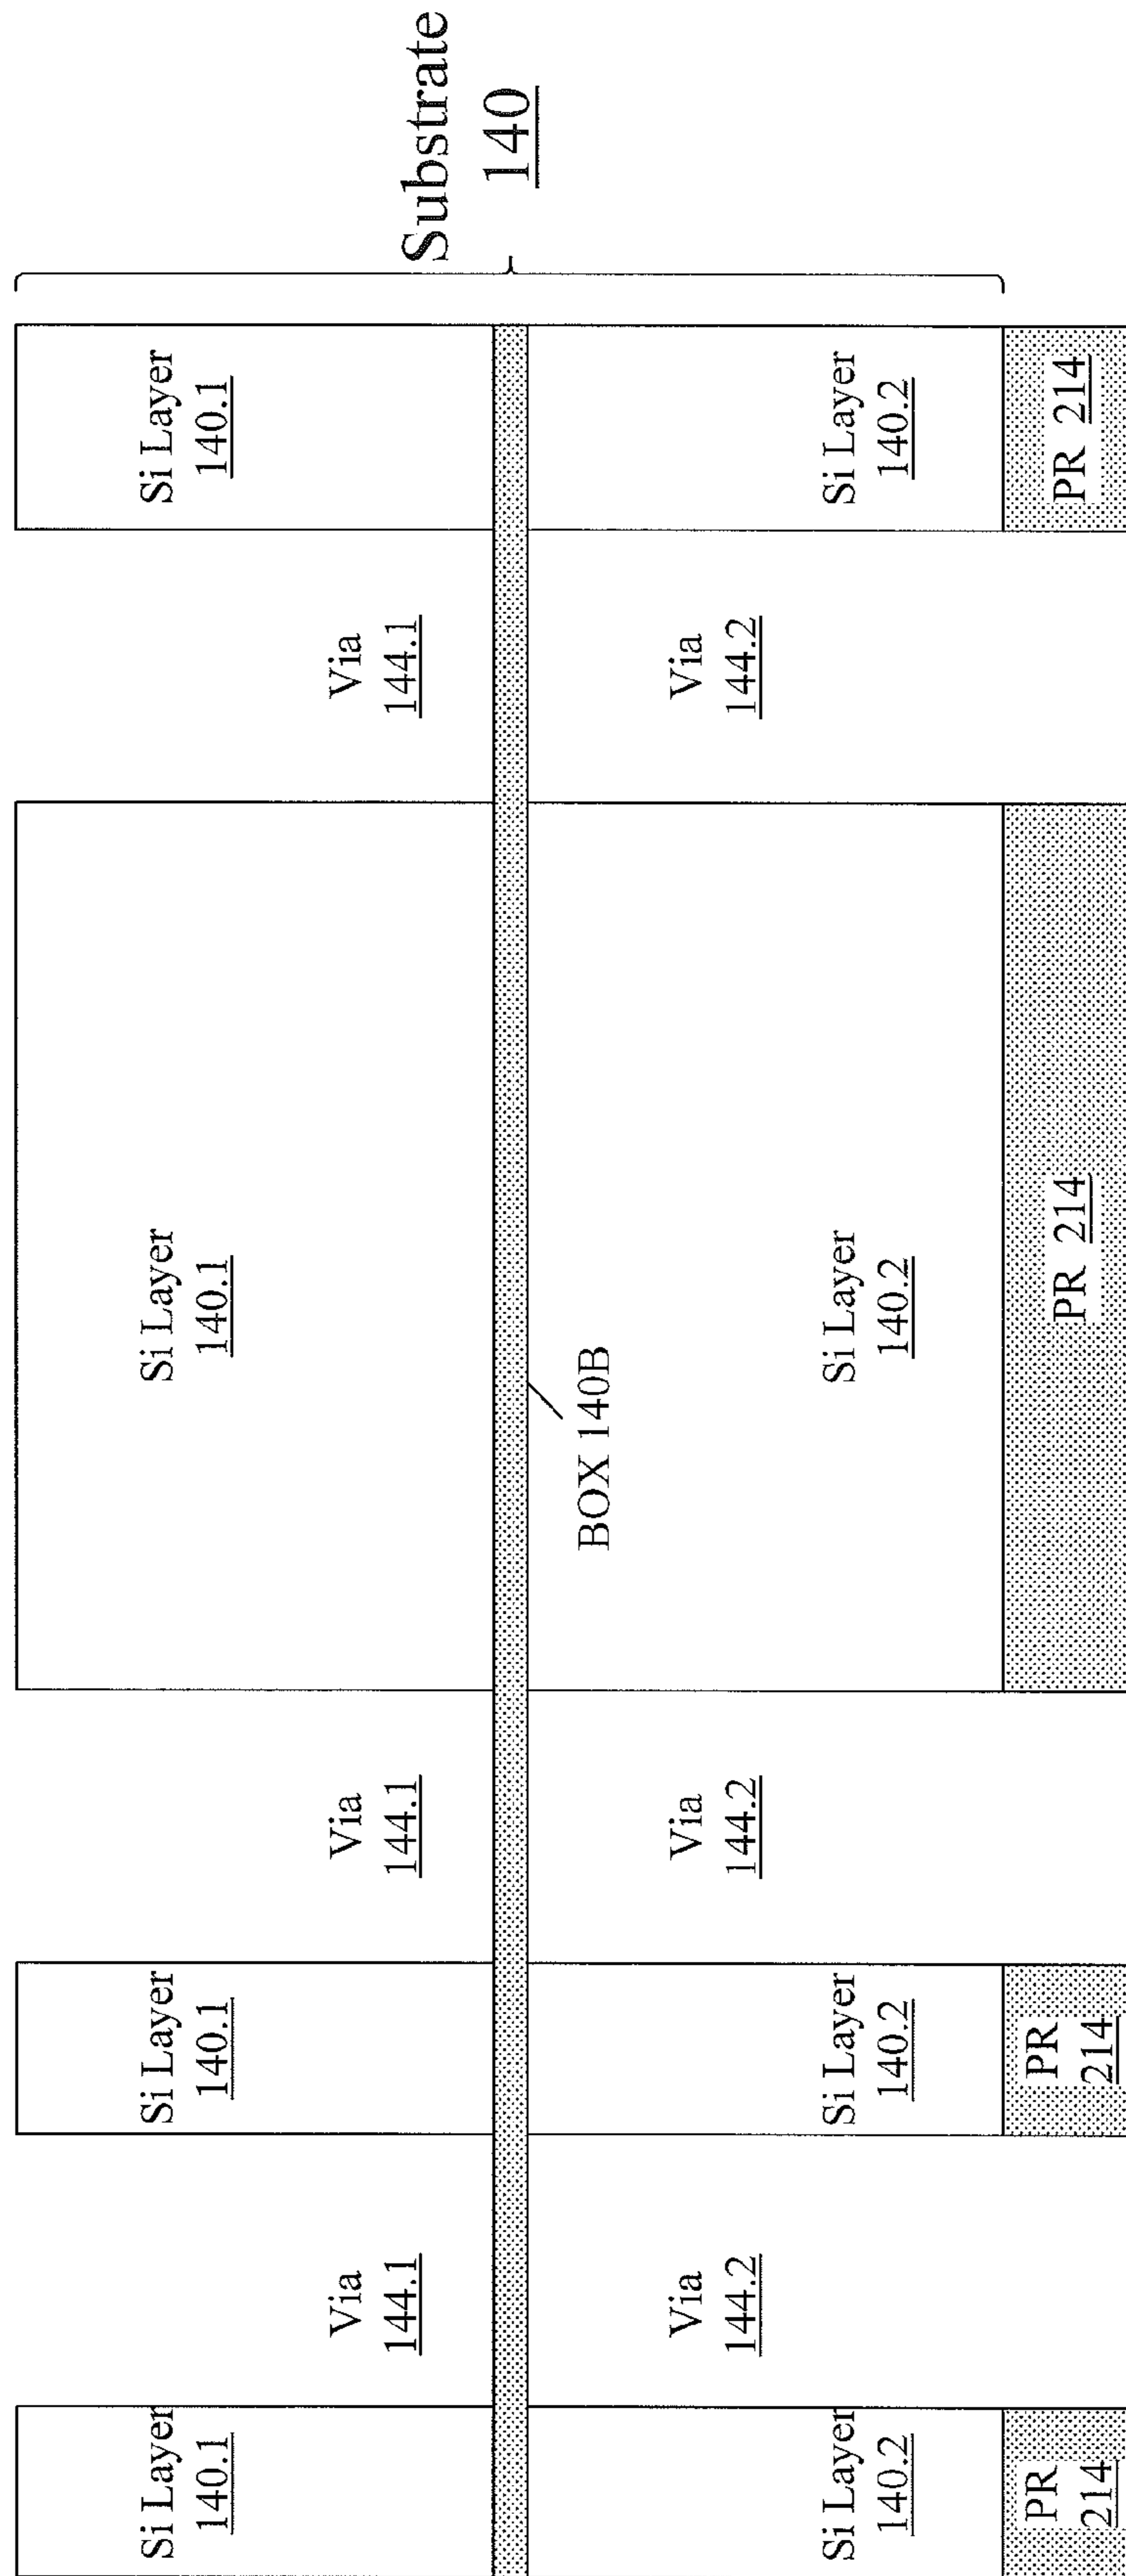 Si Layer
140.1
Si Layer
140.1
Si Layer
140.1
Si Layer
140.1
Via
144.1
Via
144.1
Via
144.1
Substrate
140
BOX 140B
Via
144.2
Via
144.2
Via
144.2
Si Layer
140.2
Si Layer
140.2
Si Layer
140.2
Si Layer
140.2
PR
214
PR
214
PR 214
PR 214